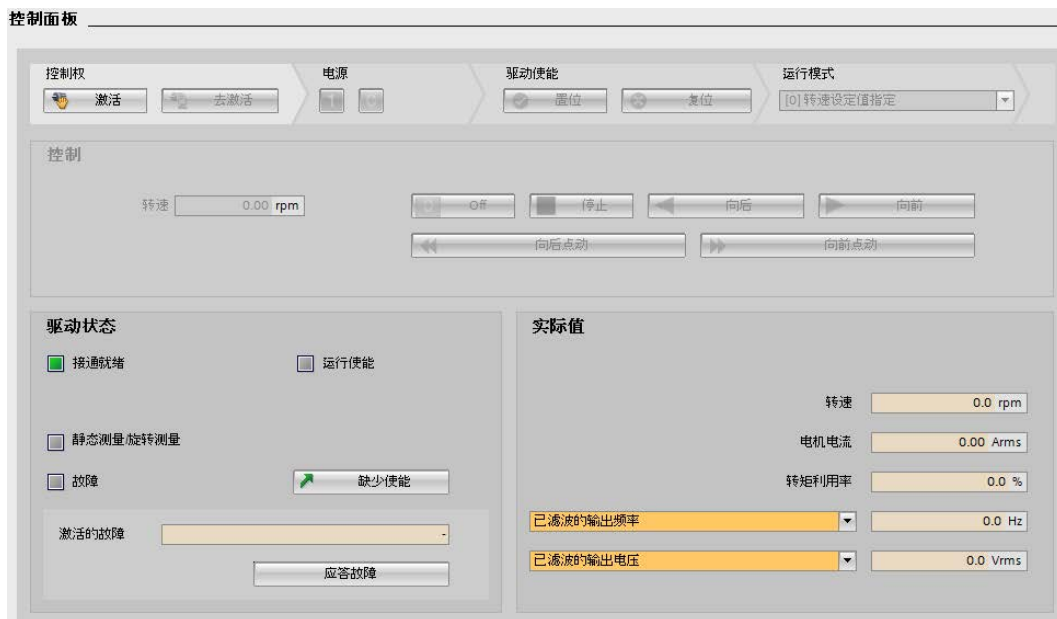 控制面板
控制权
电源
驱动使能
运行模式
激活
去激活
1
0
置位
复位
[0] 转速设定值指定
控制
转速
0.00 rpm
0
Off
停止
向后
向前
向后点动
向前点动
驱动状态
实际值
接通就绪
运行使能
转速
0.0 rpm
静态测量/旋转测量
电机电流
0.00 Arms
故障
缺少使能
转矩利用率
0.0 %
激活的故障
-
已滤波的输出频率
0.0 Hz
应答故障
已滤波的输出电压
0.0 Vrms